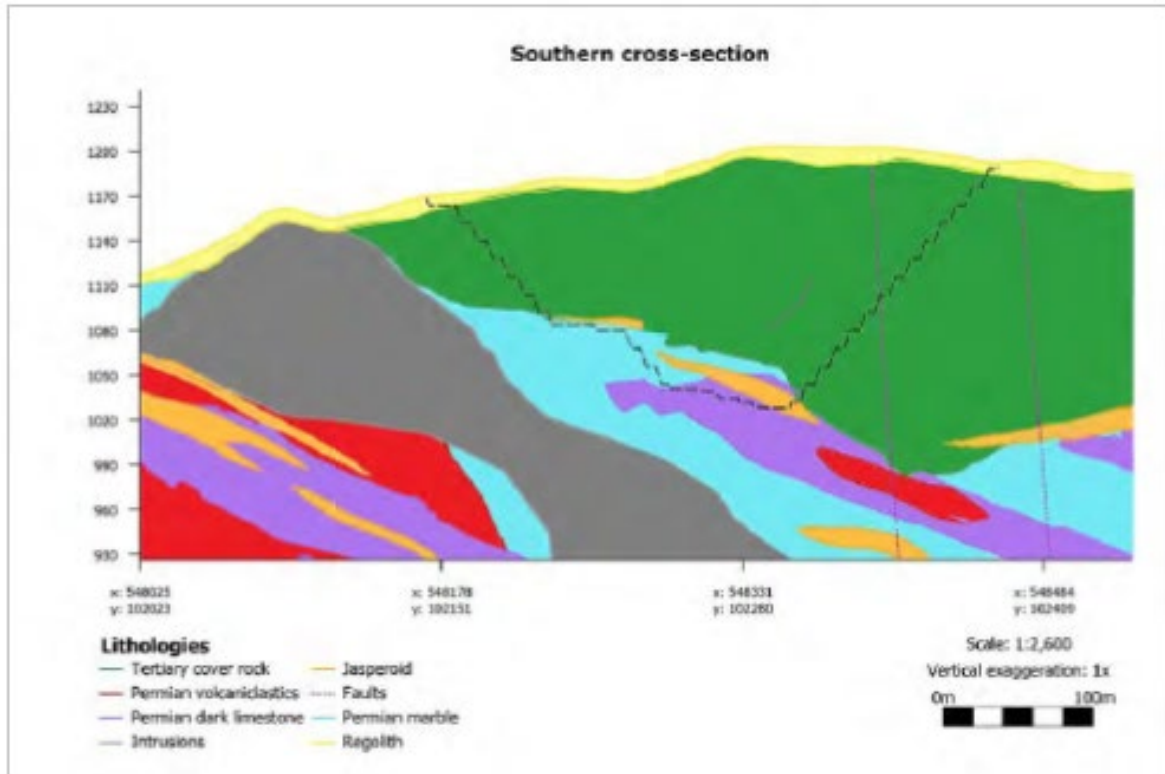 Southern cross-section
1230
1200
1170
1140
1110
1080
1050
1020
990
960
930
x: 548025
y: 102023
x: 548178
y: 102151
x: 548331
y: 102280
x: 548484
y: 102409
Lithologies
Tertiary cover rock
Jasperoid
Permian volcaniclastics
Faults
Permian dark limestone
Permian marble
Intrusions
Regolith
Scale: 1:2,600
Vertical exaggeration: 1x
0m
100m